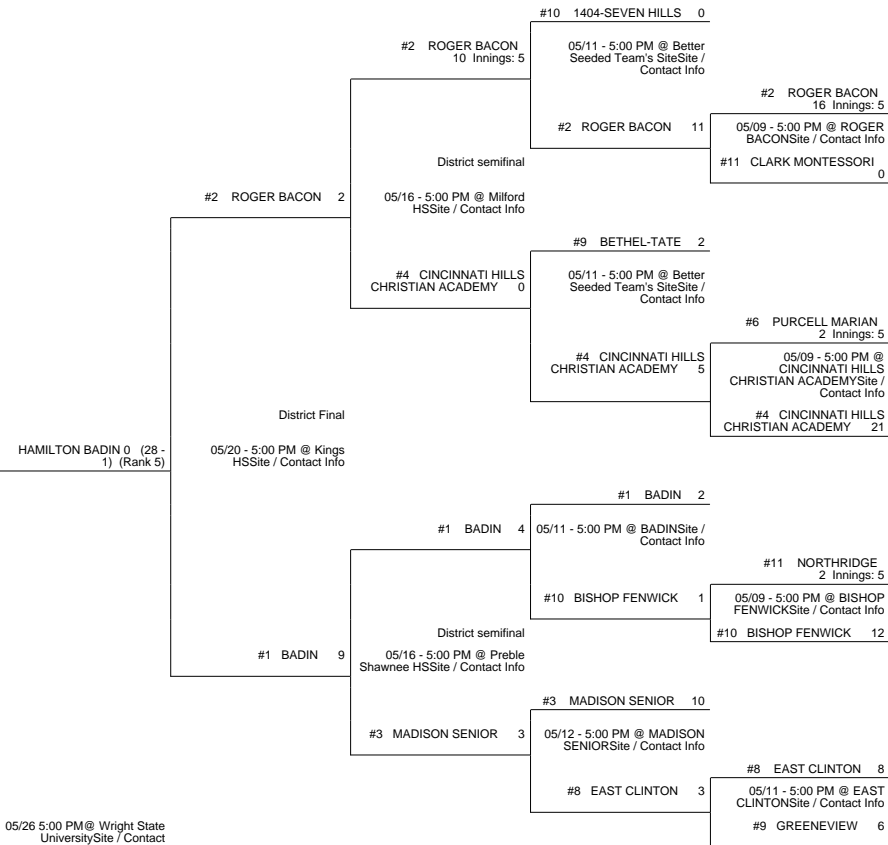 #10 1404-SEVEN HILLS 0
#2 ROGER BACON
10 Innings: 5
05/11 - 5:00 PM @ Better
Seeded Team's SiteSite /
Contact Info
#2 ROGER BACON
16 Innings: 5
#2 ROGER BACON 11
05/09 - 5:00 PM @ ROGER
BACONSite / Contact Info
District semifinal
#11 CLARK MONTESSORI
0
#2 ROGER BACON 2
05/16 - 5:00 PM @ Milford
HSSite / Contact Info
#9 BETHEL-TATE 2
#4 CINCINNATI HILLS
CHRISTIAN ACADEMY 0
05/11 - 5:00 PM @ Better
Seeded Team's SiteSite /
Contact Info
#6 PURCELL MARIAN
2 Innings: 5
#4 CINCINNATI HILLS
CHRISTIAN ACADEMY 5
05/09 - 5:00 PM @
CINCINNATI HILLS
CHRISTIAN ACADEMYSite /
Contact Info
District Final
#4 CINCINNATI HILLS
CHRISTIAN ACADEMY 21
HAMILTON BADIN 0 (28 -
1) (Rank 5)
05/20 - 5:00 PM @ Kings
HSSite / Contact Info
#1 BADIN 2
#1 BADIN 4
05/11 - 5:00 PM @ BADINSite /
Contact Info
#11 NORTHRIDGE
2 Innings: 5
#10 BISHOP FENWICK 1
05/09 - 5:00 PM @ BISHOP
FENWICKSite / Contact Info
District semifinal
#10 BISHOP FENWICK 12
#1 BADIN 9
05/16 - 5:00 PM @ Preble
Shawnee HSSite / Contact Info
#3 MADISON SENIOR 10
#3 MADISON SENIOR 3
05/12 - 5:00 PM @ MADISON
SENIORSite / Contact Info
#8 EAST CLINTON 8
#8 EAST CLINTON 3
05/11 - 5:00 PM @ EAST
CLINTONSite / Contact Info
05/26 5:00 PM@ Wright State
UniversitySite / Contact
#9 GREENEVIEW 6